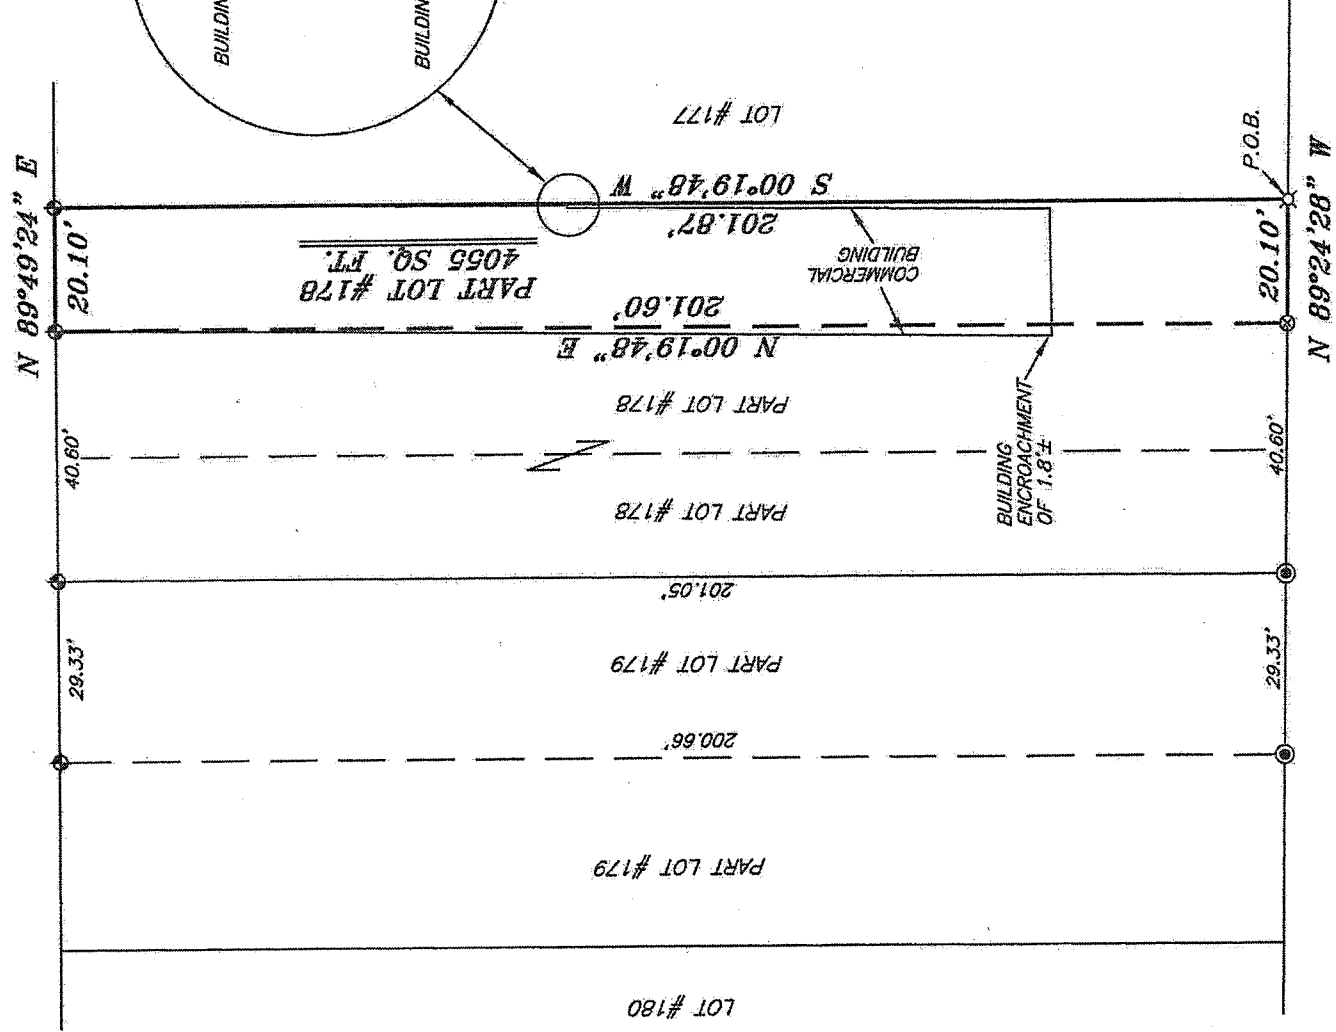 BUILDIN
BUILDIN
LOT #177
P.O.B.
N 89°49'24" E
S 00°19'48" W
201.87'
20.10'
PART LOT #178
4055 SQ. FT.
COMMERCIAL
BUILDING
20.10'
N 89°24'28" W
201.60'
N 00°19'48" E
PART LOT #178
40.60'
BUILDING
ENCROACHMENT
OF 1.8'±
40.60'
PART LOT #178
201.05'
29.33'
PART LOT #179
29.33'
200.66'
PART LOT #179
LOT #180